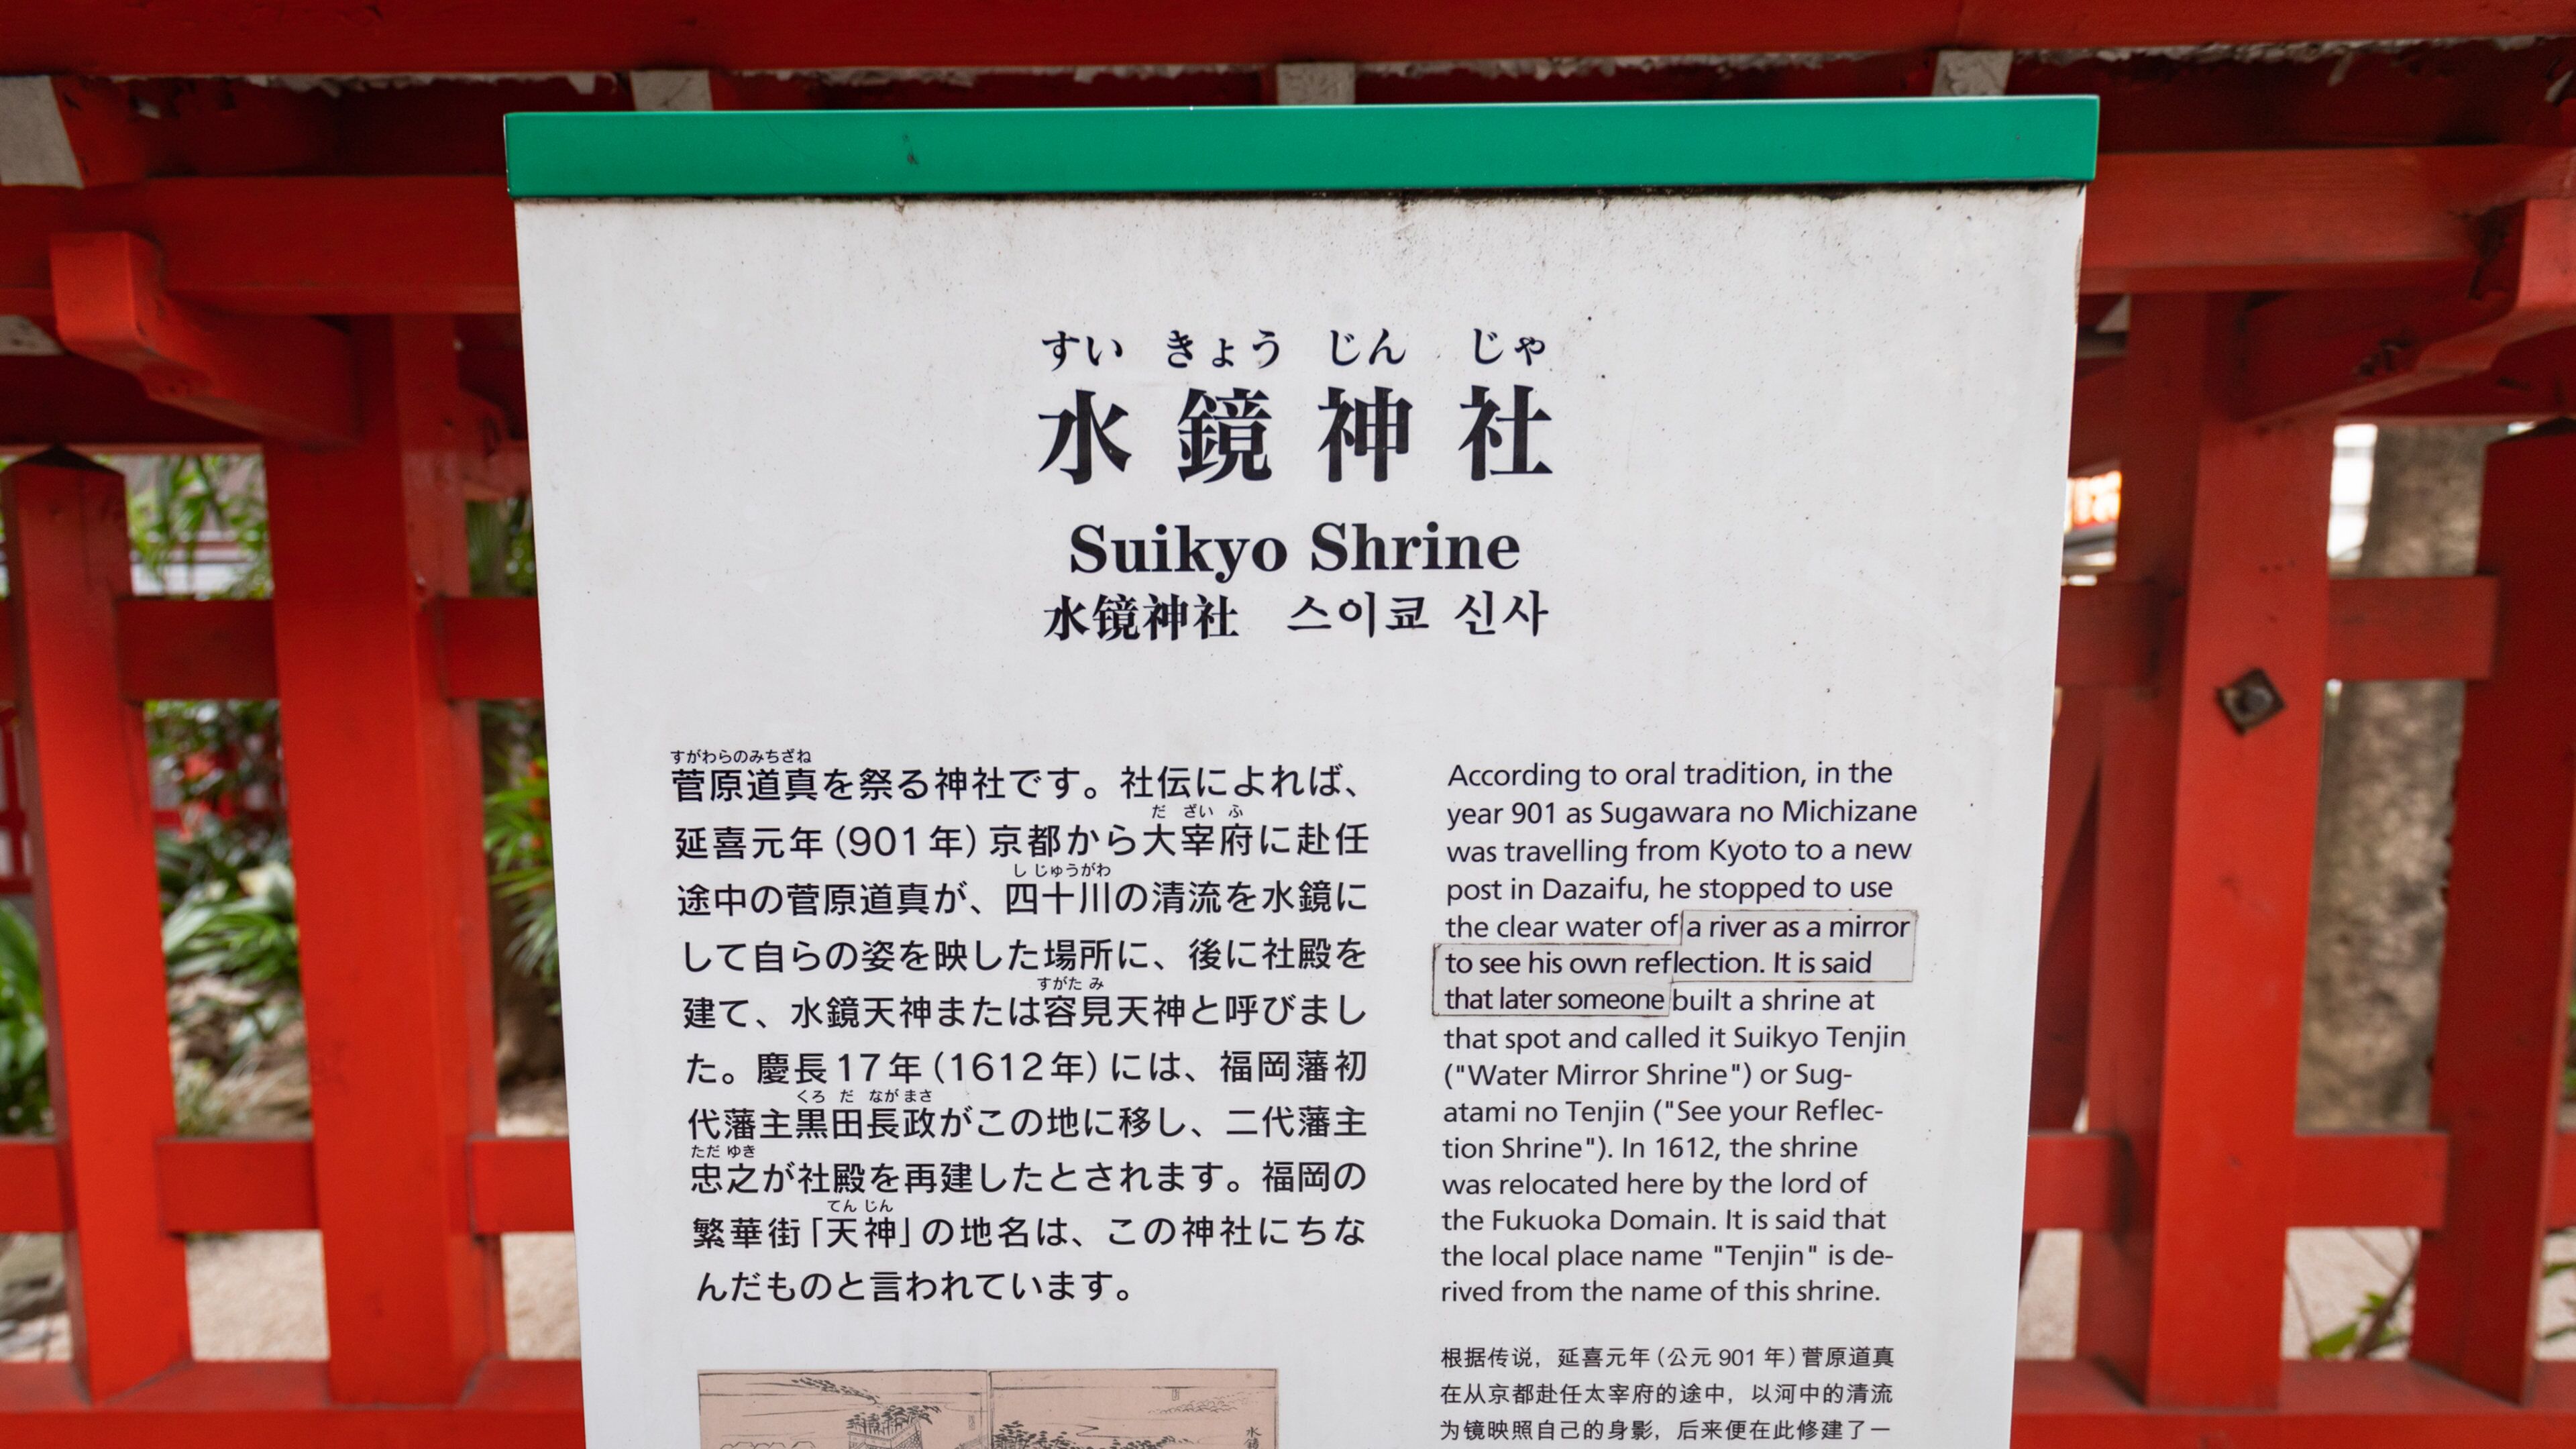 すい きょう じん じゃ
水鏡神社
Suikyo Shrine
水镜神社 스이쿄 신사
すがわらのみちざね
菅原道真を祭る神社です。社伝によれば、
だ ざい ふ
延喜元年(901年)京都から大宰府に赴任
し じゅうがわ
途中の菅原道真が、四十川の清流を水鏡に
して自らの姿を映した場所に、後に社殿を
すがた み
建て、水鏡天神または容見天神と呼びまし
た。慶長17年(1612年)には、福岡藩初
くろ だ ながまさ
代藩主黒田長政がこの地に移し、二代藩主
ただ ゆき
忠之が社殿を再建したとされます。福岡の
てん じん
繁華街「天神」の地名は、この神社にちな
んだものと言われています。
According to oral tradition, in the
year 901 as Sugawara no Michizane
was travelling from Kyoto to a new
post in Dazaifu, he stopped to use
the clear water of a river as a mirror
to see his own reflection. It is said
that later someone built a shrine at
that spot and called it Suikyo Tenjin
("Water Mirror Shrine") or Sug-
atami no Tenjin ("See your Reflec-
tion Shrine"). In 1612, the shrine
was relocated here by the lord of
the Fukuoka Domain. It is said that
the local place name "Tenjin" is de-
rived from the name of this shrine.
根据传说，延喜元年(公元901年)菅原道真
在从京都赴任太宰府的途中，以河中的清流
为镜映照自己的身影，后来便在此修建了一
水鏡